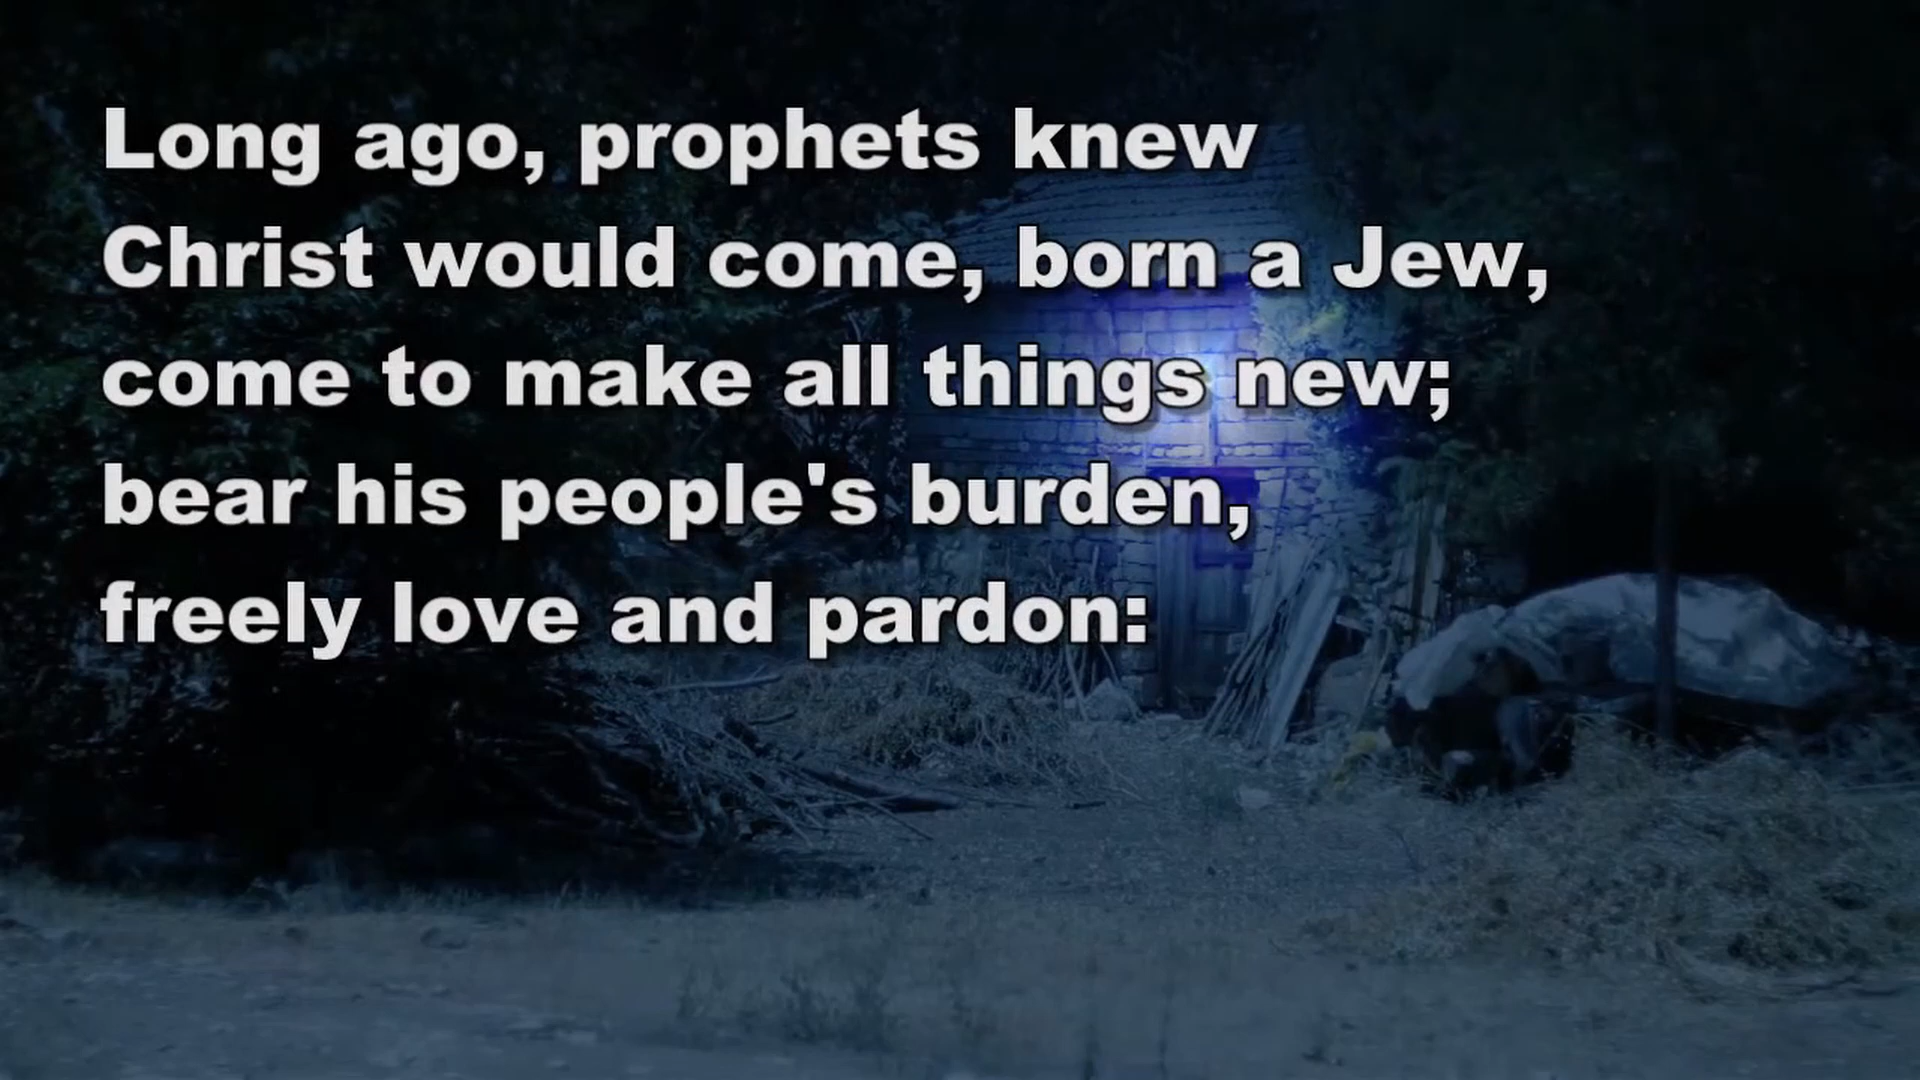 Long ago, prophets knew
Christ would come, born a Jew,
come to make all things new;
bear his people's burden,
freely love and pardon: